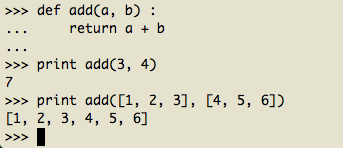 >>> def add(a, b) :
...     return a + b
...
>>> print add(3, 4)
7
>>> print add([1, 2, 3], [4, 5, 6])
[1, 2, 3, 4, 5, 6]
>>>